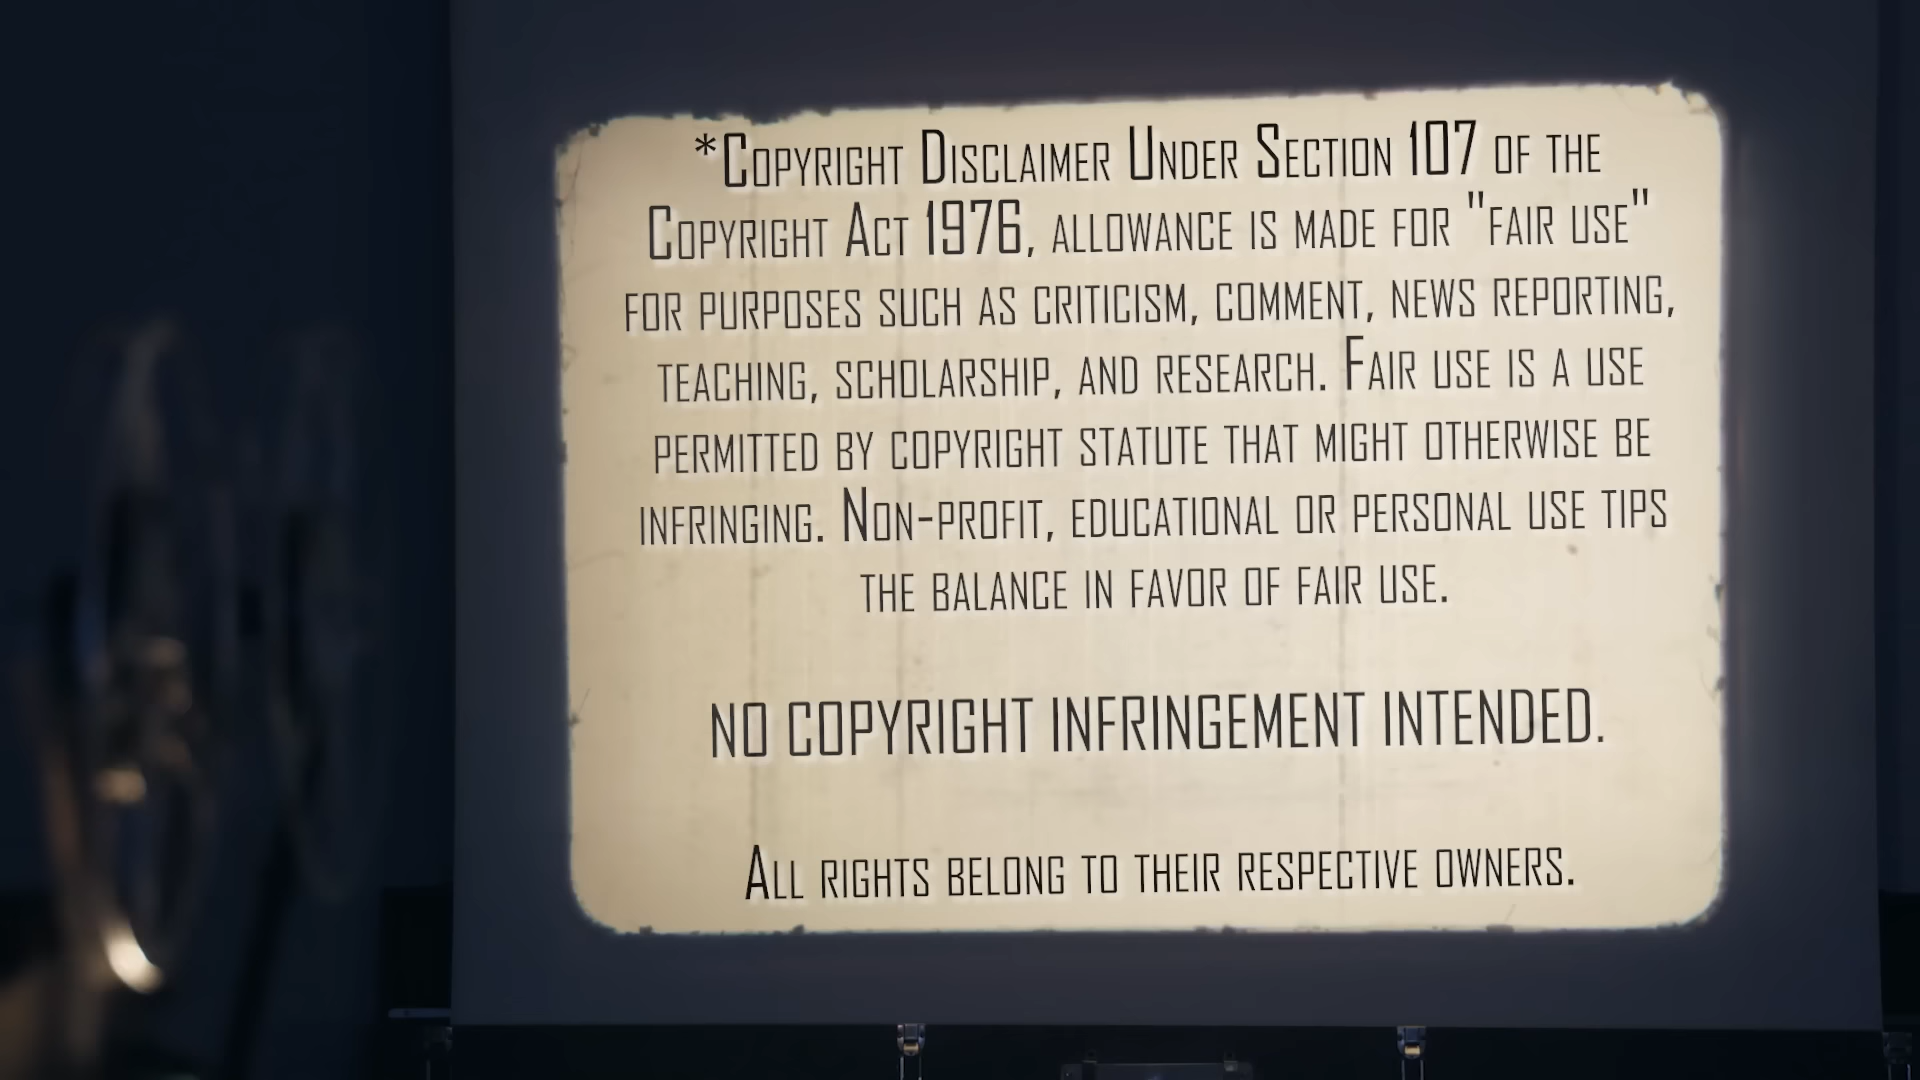 *Copyright Disclaimer Under Section 107 of the
Copyright Act 1976, allowance is made for "fair use"
for purposes such as criticism, comment, news reporting,
teaching, scholarship, and research. Fair use is a use
permitted by copyright statute that might otherwise be
infringing. Non-profit, educational or personal use tips
the balance in favor of fair use.
NO COPYRIGHT INFRINGEMENT INTENDED.
All rights belong to their respective owners.